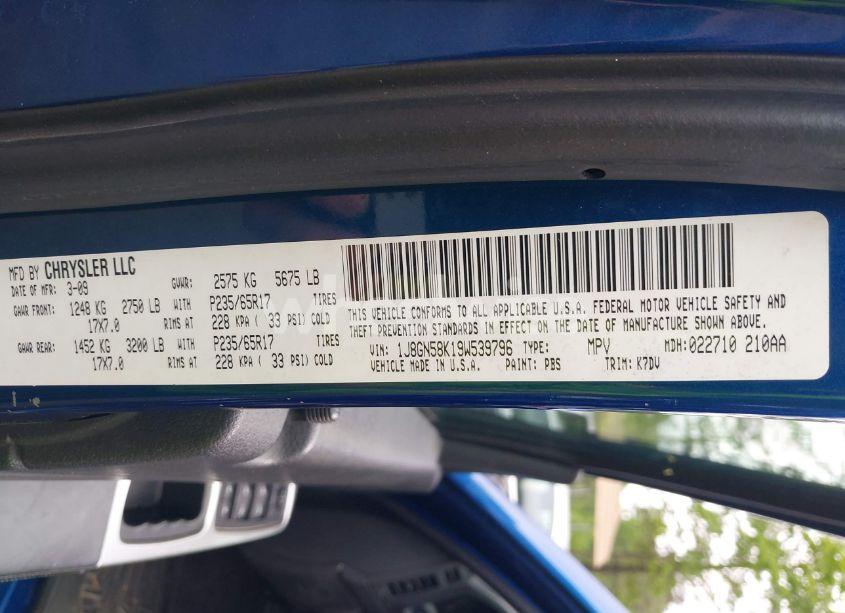 MFD BY CHRYSLER LLC
DATE OF MFR: 3-09 GVWR: 2575 KG 5675 LB
GAWR FRONT: 1248 KG 2750 LB WITH P235/65R17 TIRES
17X7.0 RIMS AT 228 KPA ( 33 PSI) COLD
GAWR REAR: 1452 KG 3200 LB WITH P235/65R17 TIRES
17X7.0 RIMS AT 228 KPA ( 33 PSI) COLD
THIS VEHICLE CONFORMS TO ALL APPLICABLE U.S.A. FEDERAL MOTOR VEHICLE SAFETY AND
THEFT PREVENTION STANDARDS IN EFFECT ON THE DATE OF MANUFACTURE SHOWN ABOVE.
VIN: 1J8GN58K19W539796 TYPE: MPV MDH: 022710 210AA
VEHICLE MADE IN U.S.A. PAINT: PBS TRIM: K7DV